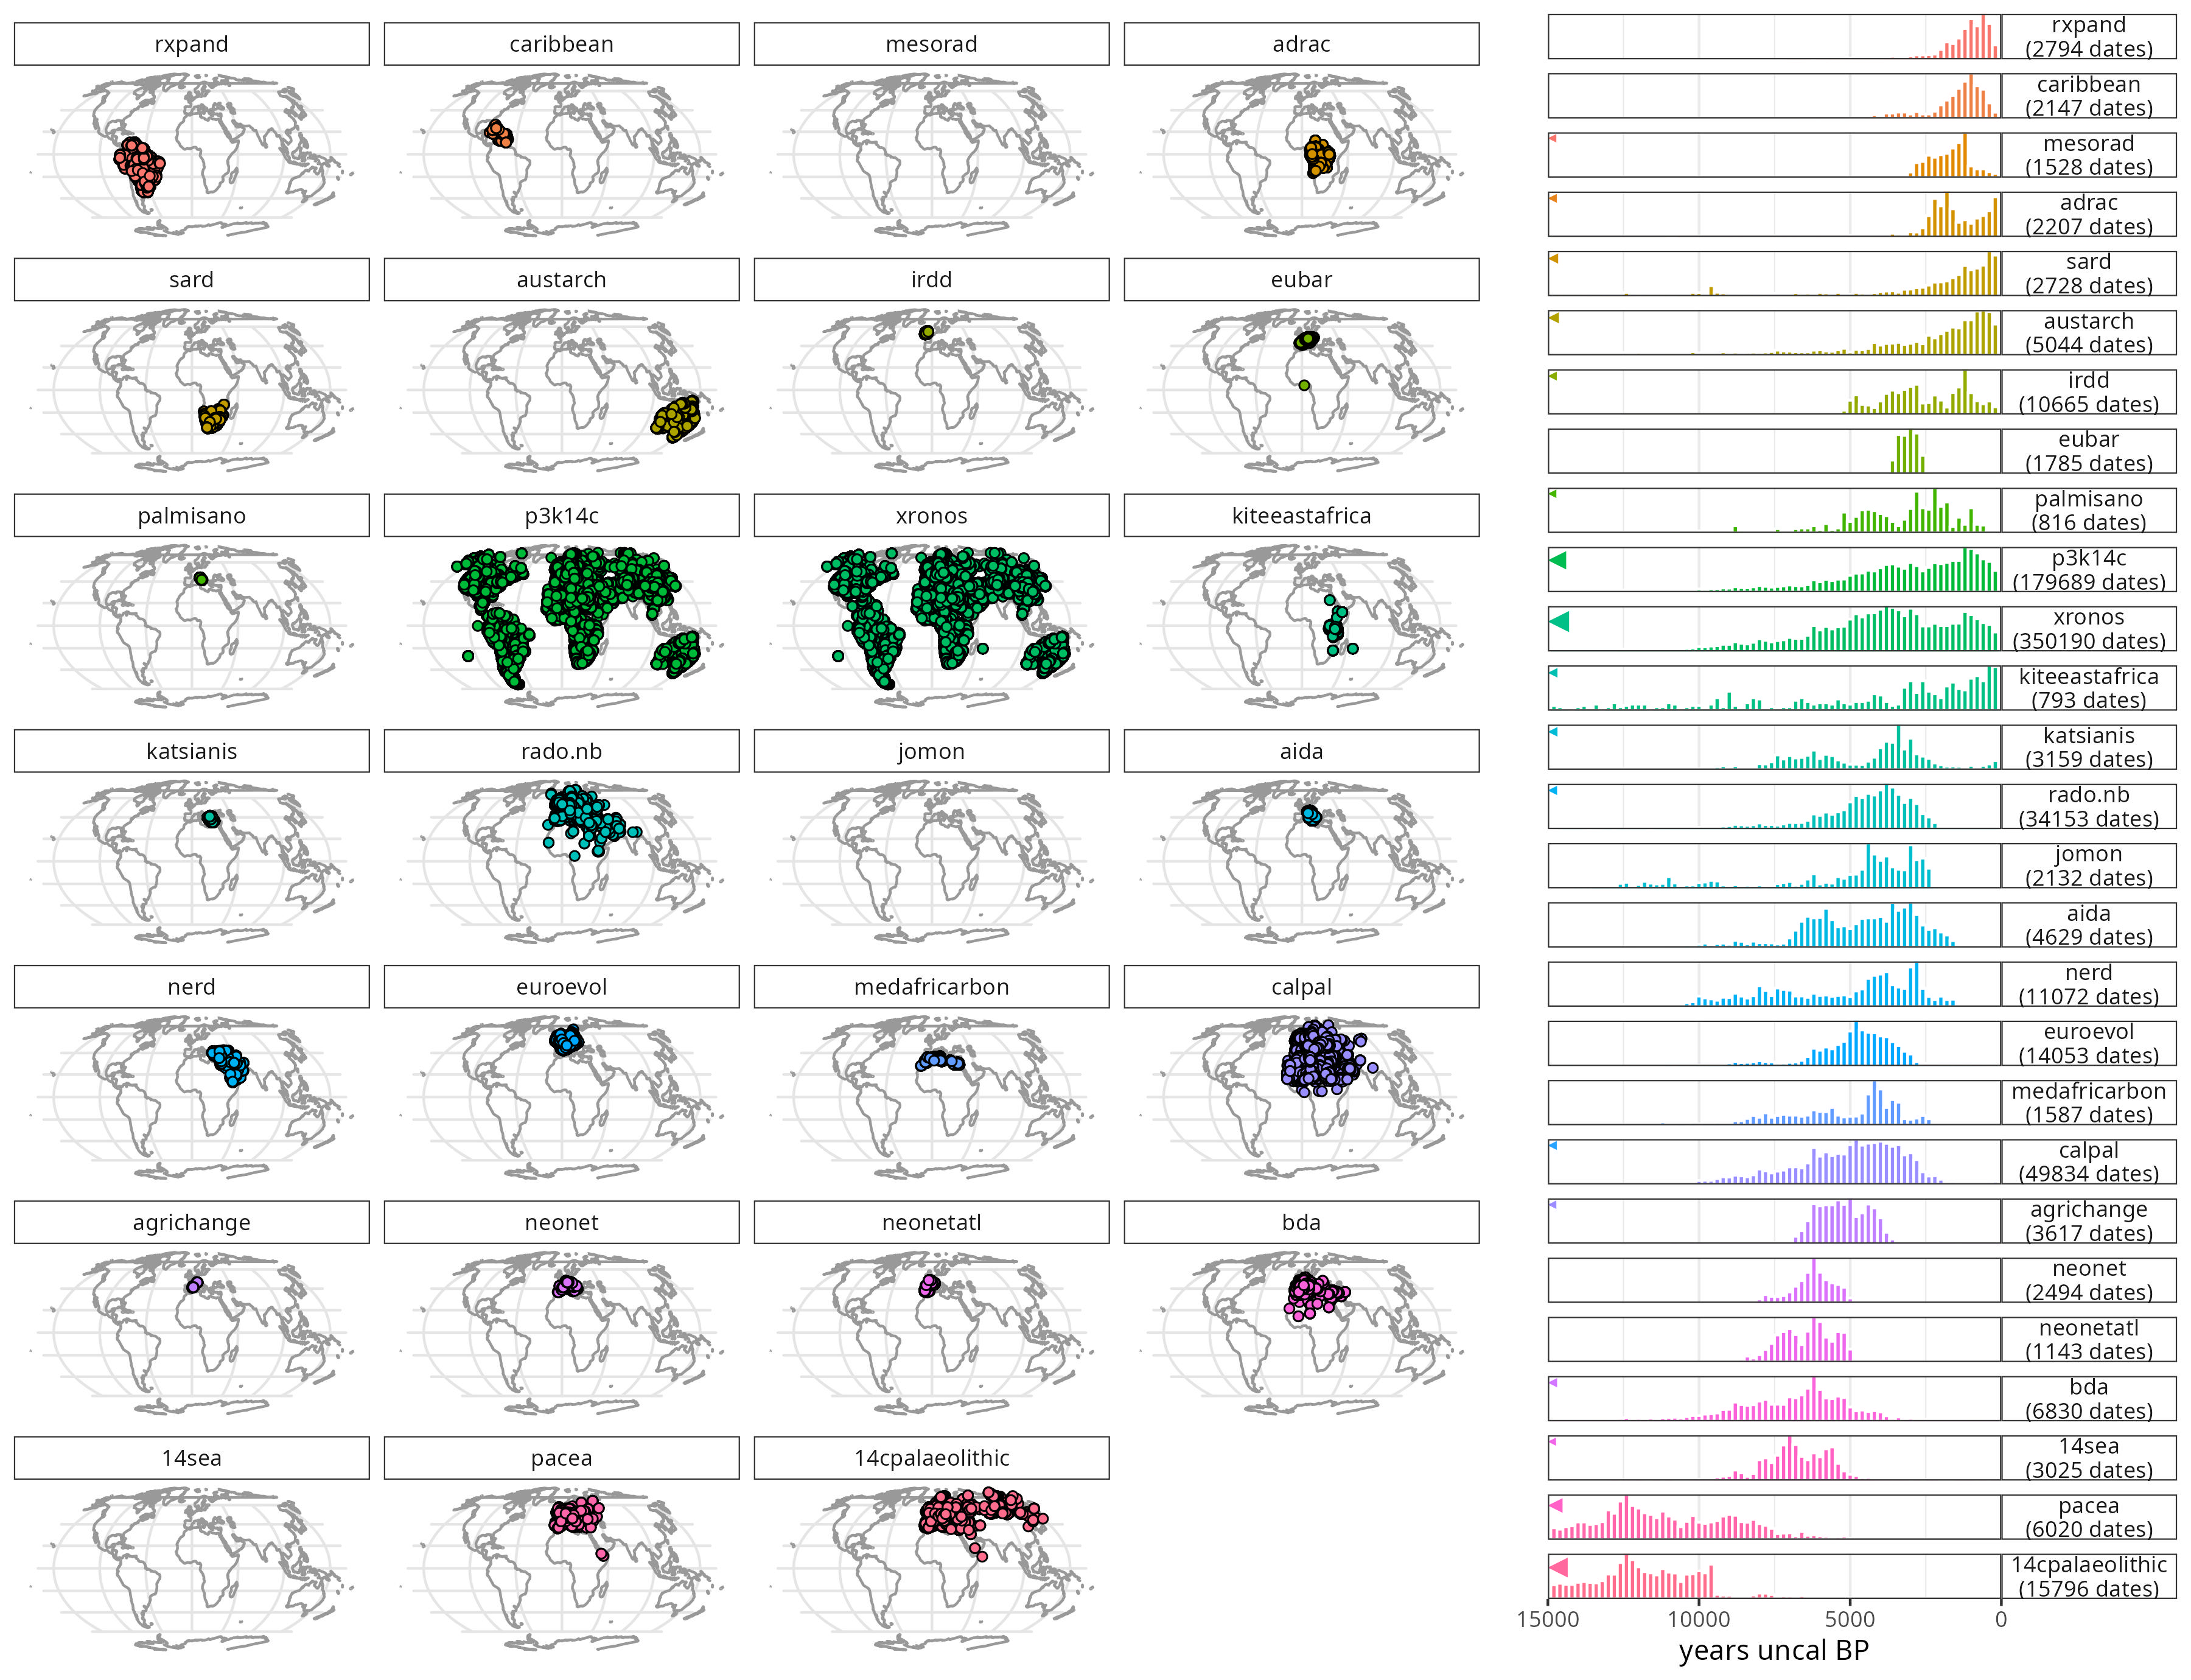 rxpand
caribbean
mesorad
adrac
sard
austarch
irdd
eubar
palmisano
p3k14c
xronos
kiteeastafrica
katsianis
rado.nb
jomon
aida
nerd
euroevol
medafricarbon
calpal
agrichange
neonet
neonetatl
bda
14sea
pacea
14cpalaeolithic
rxpand
(2794 dates)
caribbean
(2147 dates)
mesorad
(1528 dates)
adrac
(2207 dates)
sard
(2728 dates)
austarch
(5044 dates)
irdd
(10665 dates)
eubar
(1785 dates)
palmisano
(816 dates)
p3k14c
(179689 dates)
xronos
(350190 dates)
kiteeastafrica
(793 dates)
katsianis
(3159 dates)
rado.nb
(34153 dates)
jomon
(2132 dates)
aida
(4629 dates)
nerd
(11072 dates)
euroevol
(14053 dates)
medafricarbon
(1587 dates)
calpal
(49834 dates)
agrichange
(3617 dates)
neonet
(2494 dates)
neonetatl
(1143 dates)
bda
(6830 dates)
14sea
(3025 dates)
pacea
(6020 dates)
14cpalaeolithic
(15796 dates)
15000 10000 5000 0
years uncal BP